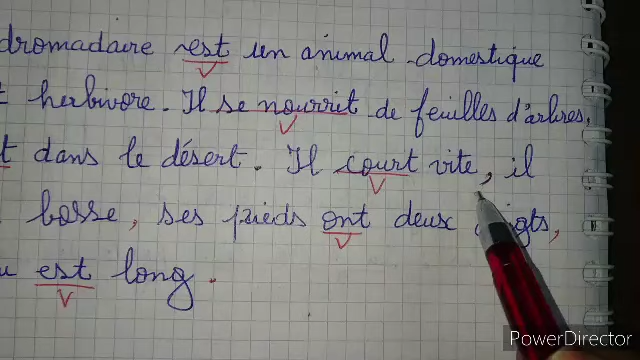 dromadaire est un animal domestique
t herbivore. Il se nourrit de feuilles d'arbres,
t dans le désert. Il court vite, il
bosse, ses pieds ont deux doigts,
u est long.
V
V
V
V
V
PowerDirector